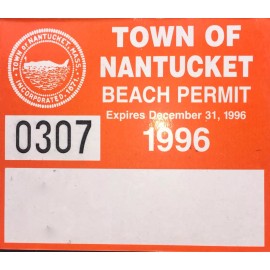 TOWN OF NANTUCKET MASS.
INCORPORATED, 1671.
TOWN OF
NANTUCKET
BEACH PERMIT
Expires December 31, 1996
0307
1996